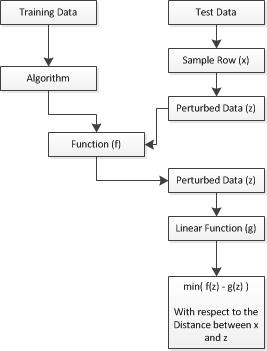 Training Data
Test Data
Algorithm
Sample Row (x)
Perturbed Data (z)
Function (f)
Perturbed Data (z)
Linear Function (g)
min( f(z) - g(z) )
With respect to the
Distance between x
and z